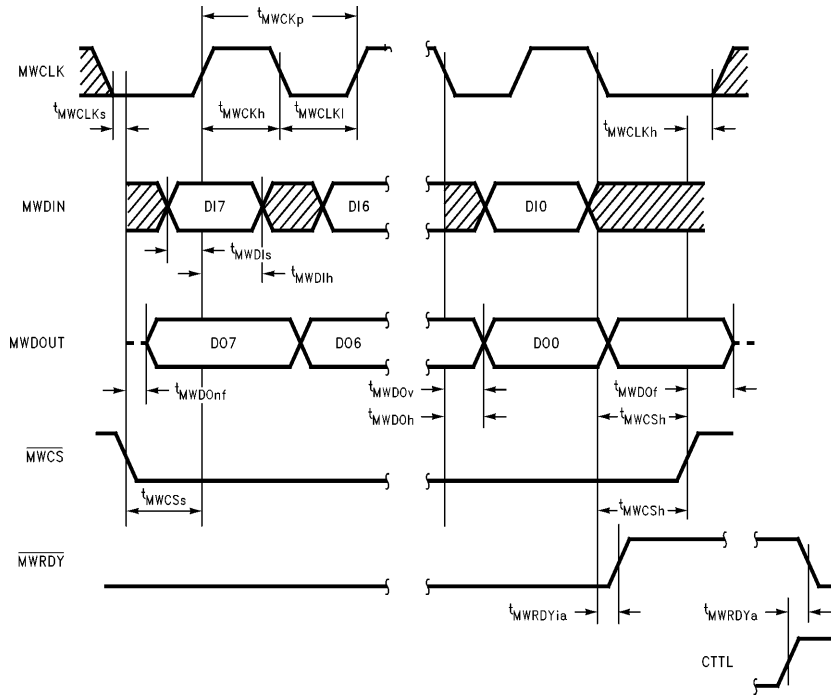 tMWCKp
MWCLK
tMWCLKs
tMWCKh
tMWCLKl
tMWCLKh
MWDIN
DI7
DI6
DI0
tMWDIs
tMWDIh
MWDOUT
DO7
DO6
DO0
tMWDOnf
tMWDOv
tMWDOf
tMWDOh
tMWCSh
MWCS
tMWCSs
tMWCSh
MWRDY
tMWRDYia
tMWRDYa
CTTL